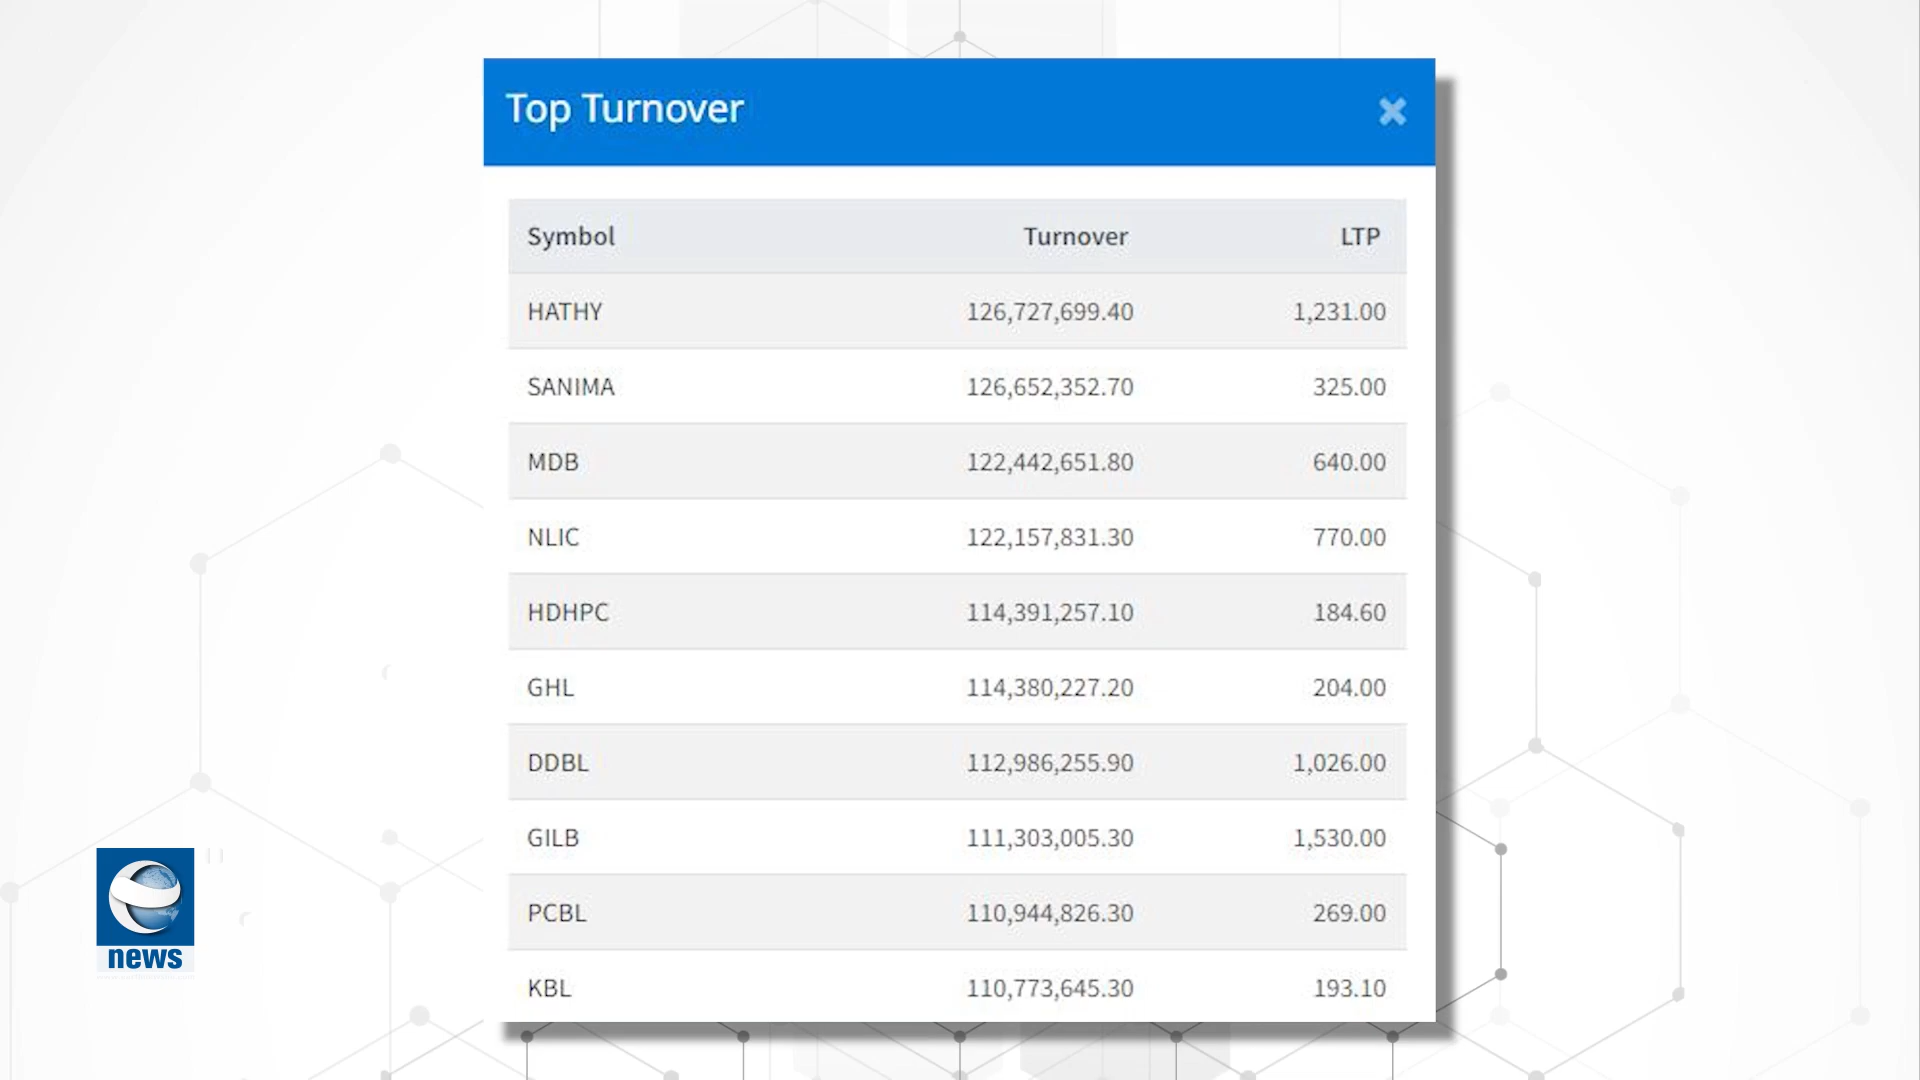 Top Turnover
Symbol Turnover LTP
HATHY 126,727,699.40 1,231.00
SANIMA 126,652,352.70 325.00
MDB 122,442,651.80 640.00
NLIC 122,157,831.30 770.00
HDHPC 114,391,257.10 184.60
GHL 114,380,227.20 204.00
DDBL 112,986,255.90 1,026.00
GILB 111,303,005.30 1,530.00
PCBL 110,944,826.30 269.00
KBL 110,773,645.30 193.10
news